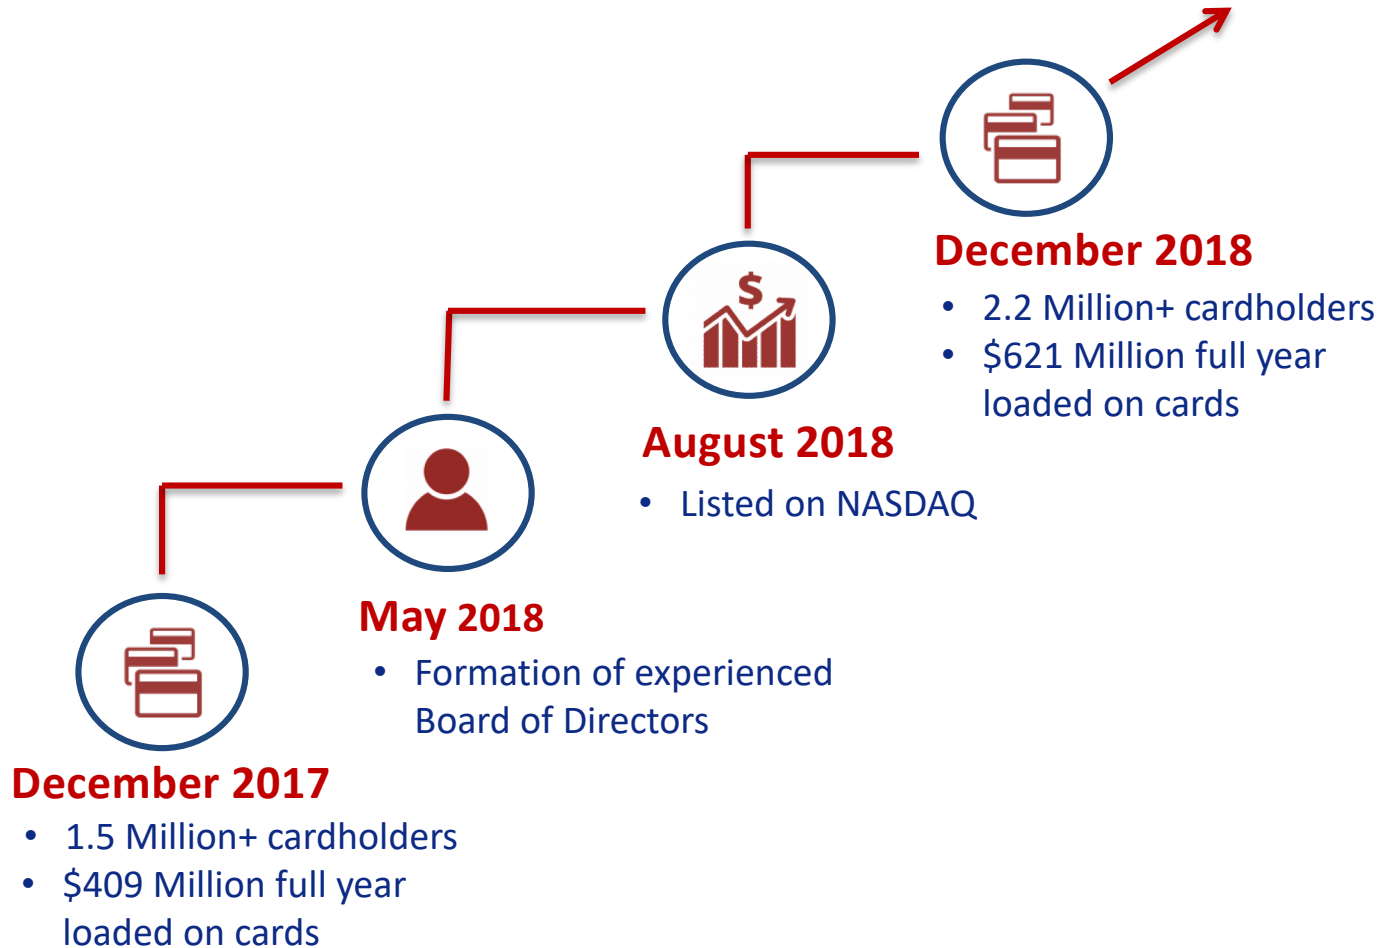 December 2017
• 1.5 Million+ cardholders
• $409 Million full year
loaded on cards
May 2018
• Formation of experienced
Board of Directors
August 2018
• Listed on NASDAQ
December 2018
• 2.2 Million+ cardholders
• $621 Million full year
loaded on cards
$